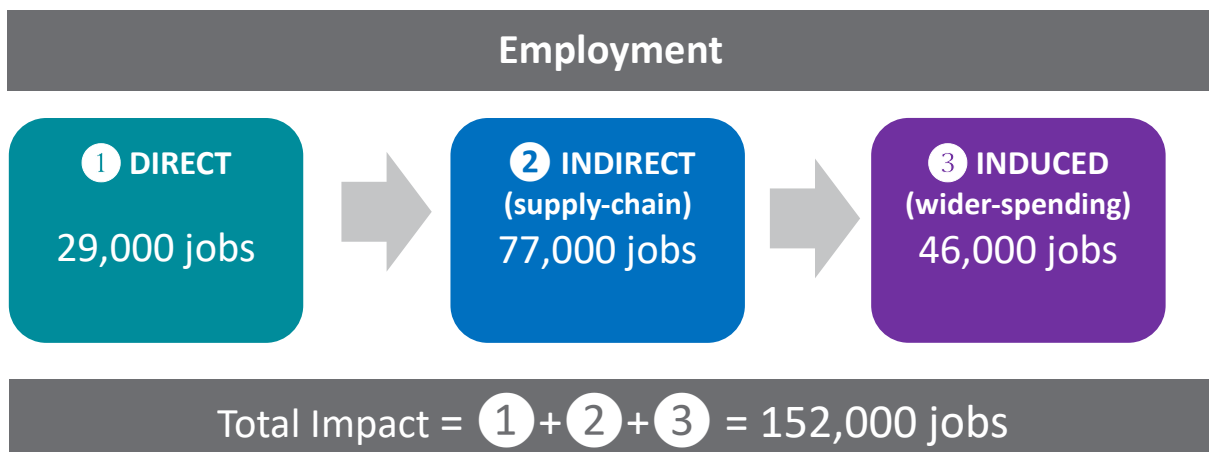 Employment
1 DIRECT
29,000 jobs
2 INDIRECT
(supply-chain)
77,000 jobs
3 INDUCED
(wider-spending)
46,000 jobs
Total Impact = 1+2+3 = 152,000 jobs